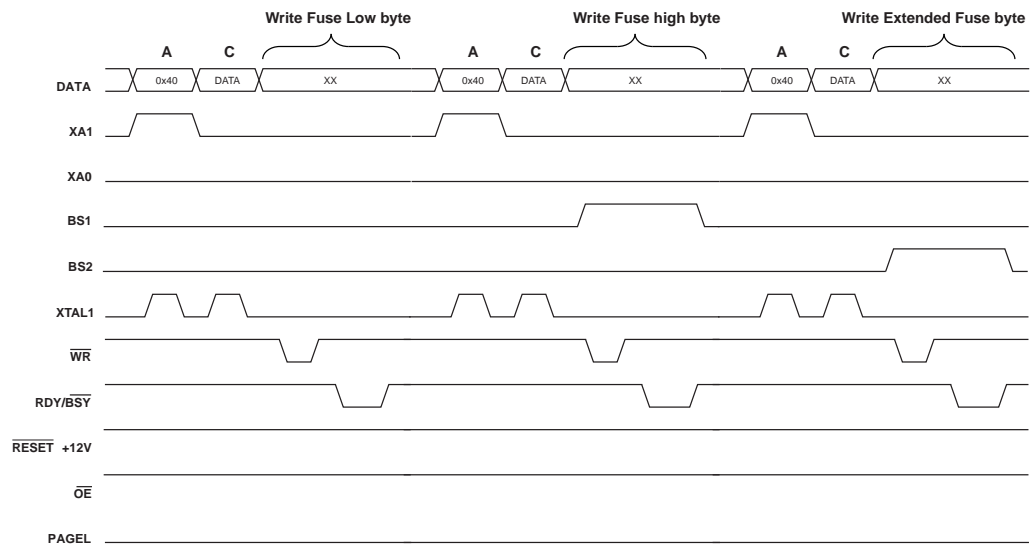 Write Fuse Low byte Write Fuse high byte Write Extended Fuse byte
A C A C A C
DATA 0x40 DATA XX 0x40 DATA XX 0x40 DATA XX
XA1
XA0
BS1
BS2
XTAL1
WR
RDY/BSY
RESET +12V
OE
PAGEL